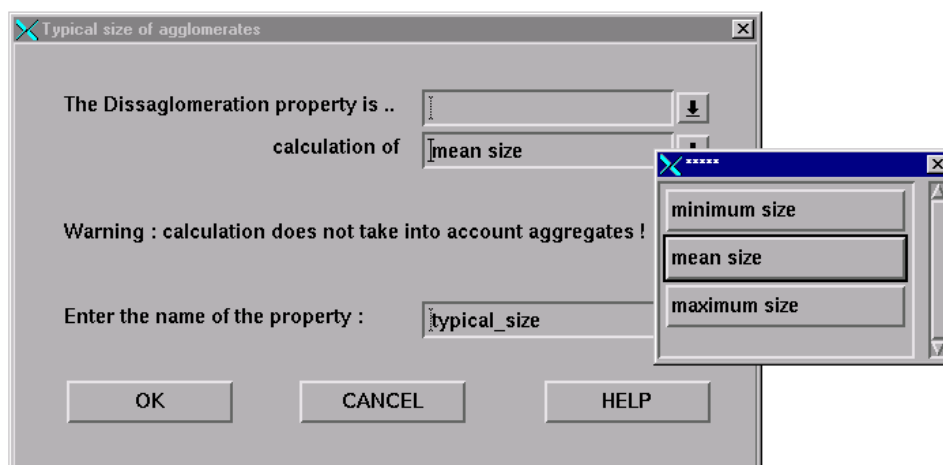 Typical size of agglomerates
The Dissaglomeration property is ..
calculation of
mean size
*****
minimum size
mean size
maximum size
Warning : calculation does not take into account aggregates !
Enter the name of the property :
typical_size
OK
CANCEL
HELP